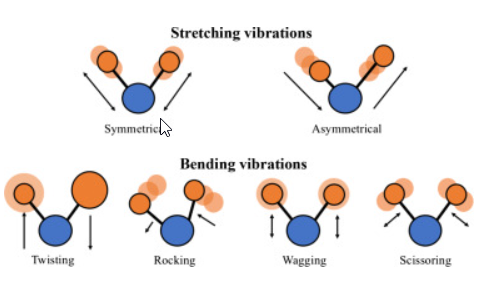 Stretching vibrations
Symmetrical
Asymmetrical
Bending vibrations
Twisting
Rocking
Wagging
Scissoring